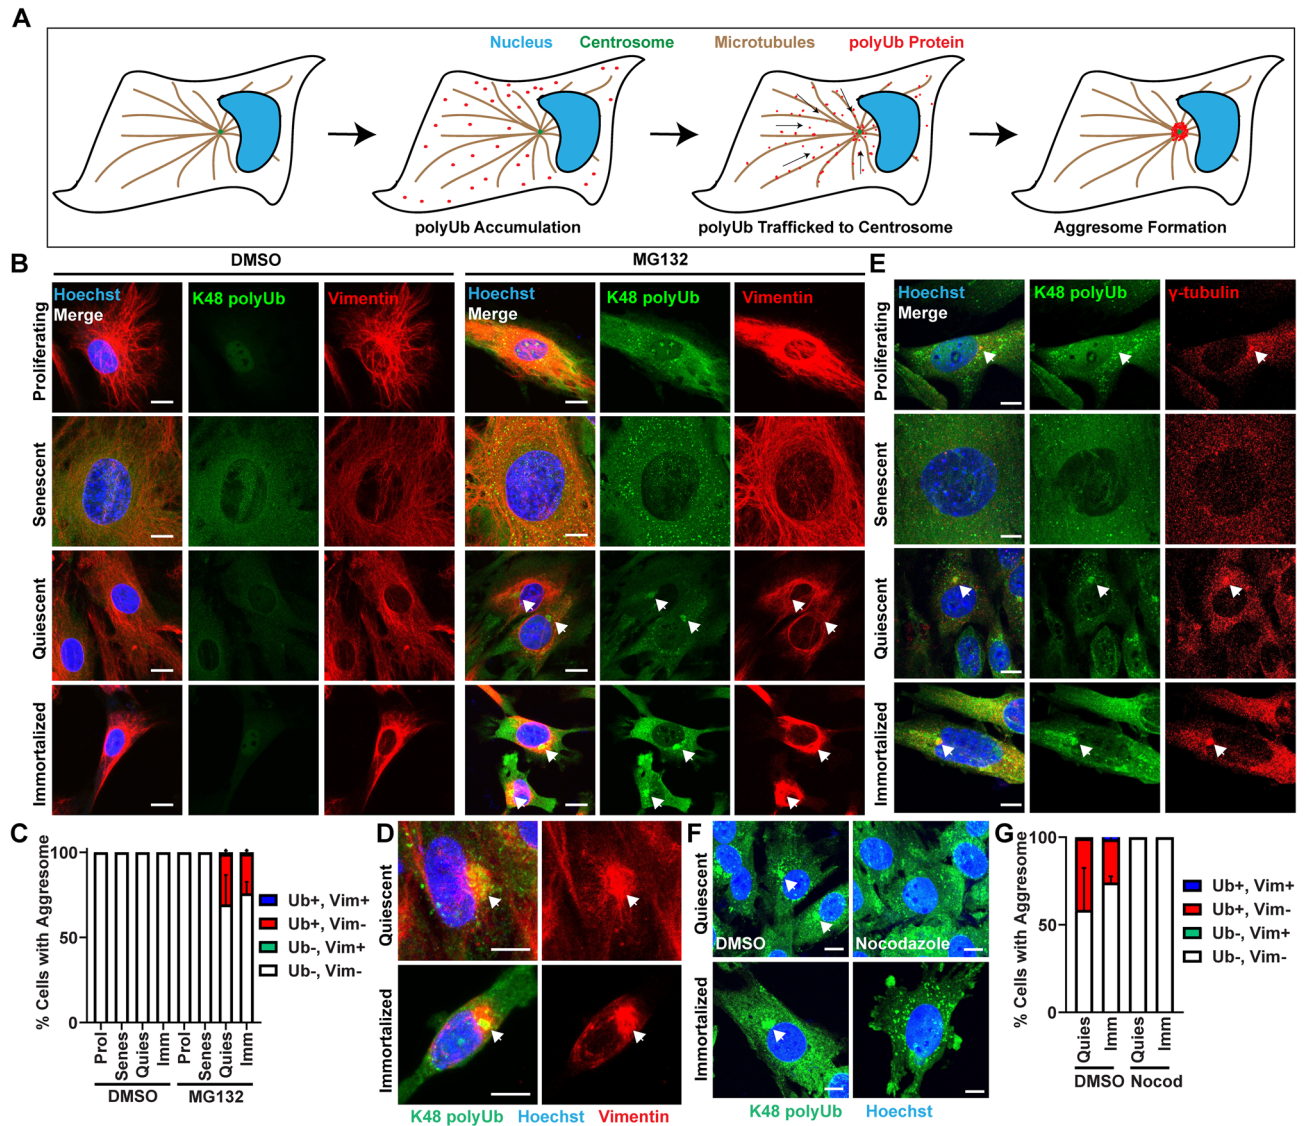 A
Nucleus Centrosome Microtubules polyUb Protein
polyUb Accumulation
polyUb Trafficked to Centrosome
Aggresome Formation
B
DMSO
MG132
Hoechst
Merge
K48 polyUb
Vimentin
Hoechst
Merge
K48 polyUb
Vimentin
Proliferating
Senescent
Quiescent
Immortalized
E
Hoechst
Merge
K48 polyUb
γ-tubulin
Proliferating
Senescent
Quiescent
Immortalized
C
% Cells with Aggresome
100
50
0
Prol
Senes
Quies
Imm
Prol
Senes
Quies
Imm
DMSO
MG132
Ub+, Vim+
Ub+, Vim-
Ub-, Vim+
Ub-, Vim-
D
Quiescent
Immortalized
K48 polyUb Hoechst Vimentin
F
Quiescent
DMSO
Nocodazole
Immortalized
K48 polyUb Hoechst
G
% Cells with Aggresome
100
50
0
Quies
Imm
Quies
Imm
DMSO Nocod
Ub+, Vim+
Ub+, Vim-
Ub-, Vim+
Ub-, Vim-